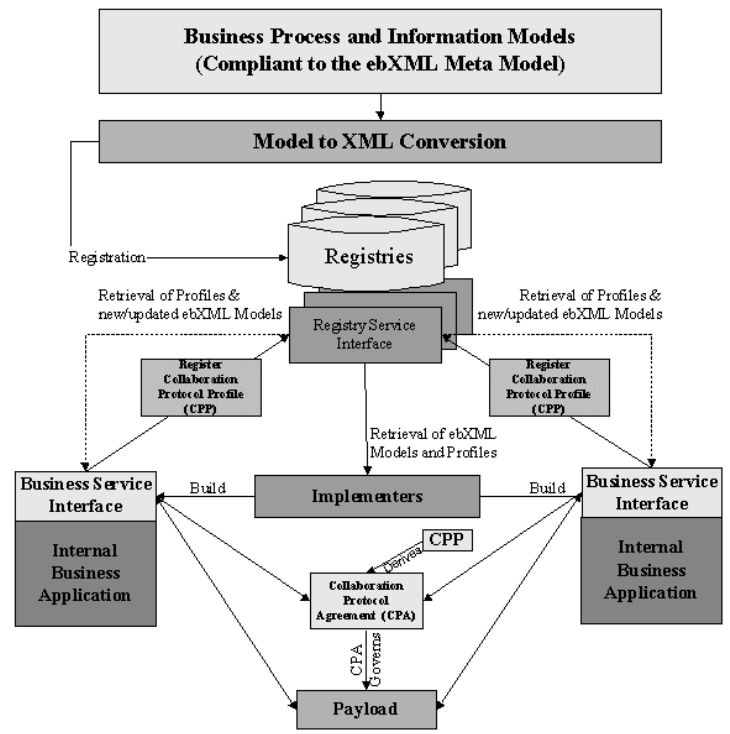 Business Process and Information Models
(Compliant to the ebXML Meta Model)
Model to XML Conversion
Registries
Registration
Retrieval of Profiles &
new/updated ebXML Models
Retrieval of Profiles &
new/updated ebXML Models
Registry Service
Interface
Register
Collaboration
Protocol Profile
(CPP)
Register
Collaboration
Protocol Profile
(CPP)
Retrieval of ebXML
Models and Profiles
Business Service
Interface
Build
Implementers
Build
Business Service
Interface
Internal
Business
Application
Internal
Business
Application
CPP
Derives
Collaboration
Protocol
Agreement (CPA)
CPA
Governs
Payload